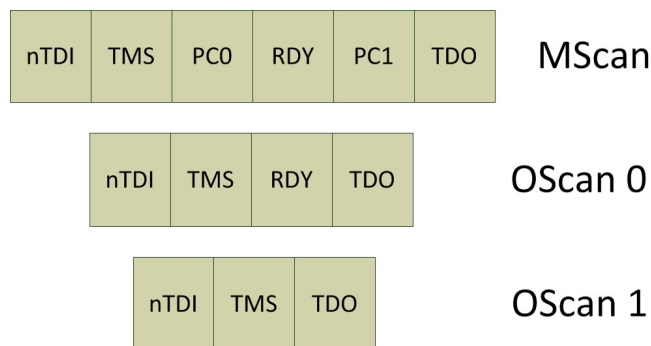 nTDI TMS PC0 RDY PC1 TDO MScan
nTDI TMS RDY TDO OScan 0
nTDI TMS TDO OScan 1